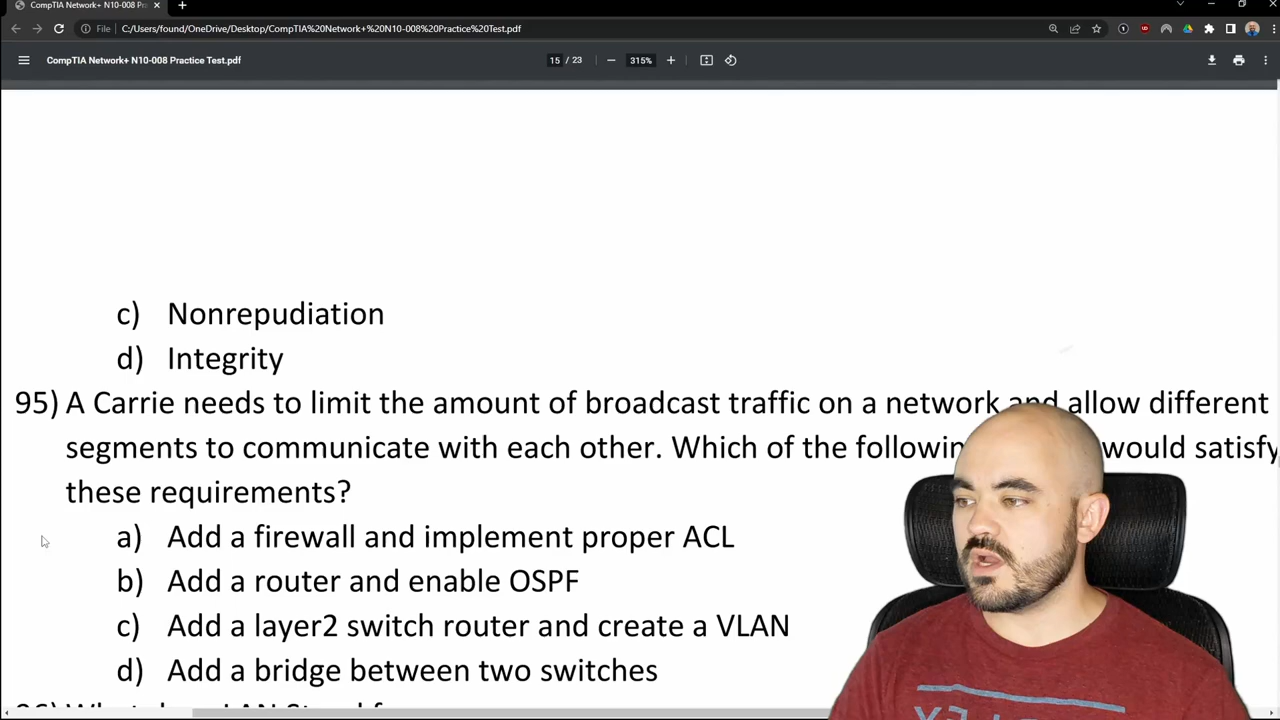 CompTIA Network+ N10-008 Pr
File C:/Users/found/OneDrive/Desktop/CompTIA%20Network+%20N10-008%20Practice%20Test.pdf
CompTIA Network+ N10-008 Practice Test.pdf 15 / 23 315%
c) Nonrepudiation
d) Integrity
95) A Carrie needs to limit the amount of broadcast traffic on a network and allow different
segments to communicate with each other. Which of the would satisfy
these requirements?
a) Add a firewall and implement proper ACL
b) Add a router and enable OSPF
c) Add a layer2 switch router and create a VLAN
d) Add a bridge between two switches